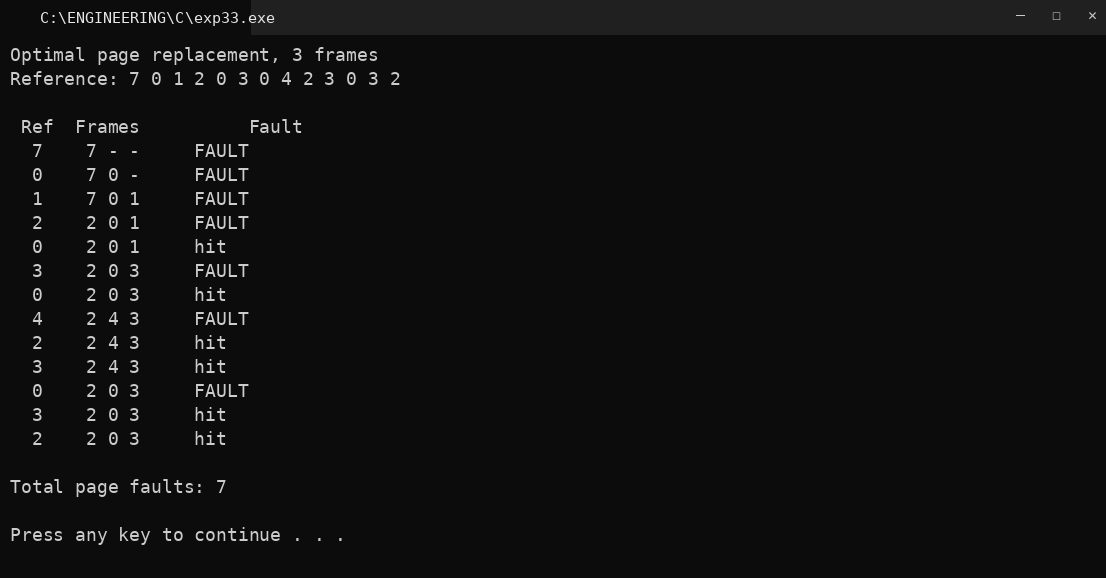 C:\ENGINEERING\C\exp33.exe
Optimal page replacement, 3 frames
Reference: 7 0 1 2 0 3 0 4 2 3 0 3 2
Ref  Frames          Fault
7    7 - -     FAULT
0    7 0 -     FAULT
1    7 0 1     FAULT
2    2 0 1     FAULT
0    2 0 1     hit
3    2 0 3     FAULT
0    2 0 3     hit
4    2 4 3     FAULT
2    2 4 3     hit
3    2 4 3     hit
0    2 0 3     FAULT
3    2 0 3     hit
2    2 0 3     hit
Total page faults: 7
Press any key to continue . . .